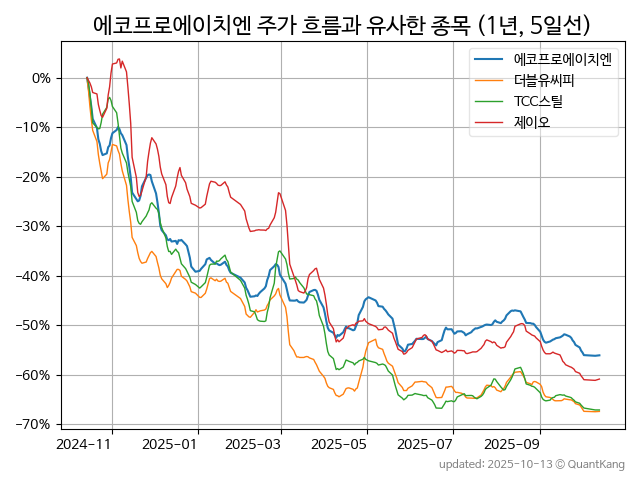 에코프로에이치엔 주가 흐름과 유사한 종목 (1년, 5일선)
에코프로에이치엔
더블유씨피
TCC스틸
제이오
0%
−10%
−20%
−30%
−40%
−50%
−60%
−70%
2024-11
2025-01
2025-03
2025-05
2025-07
2025-09
updated: 2025-10-13 © QuantKang